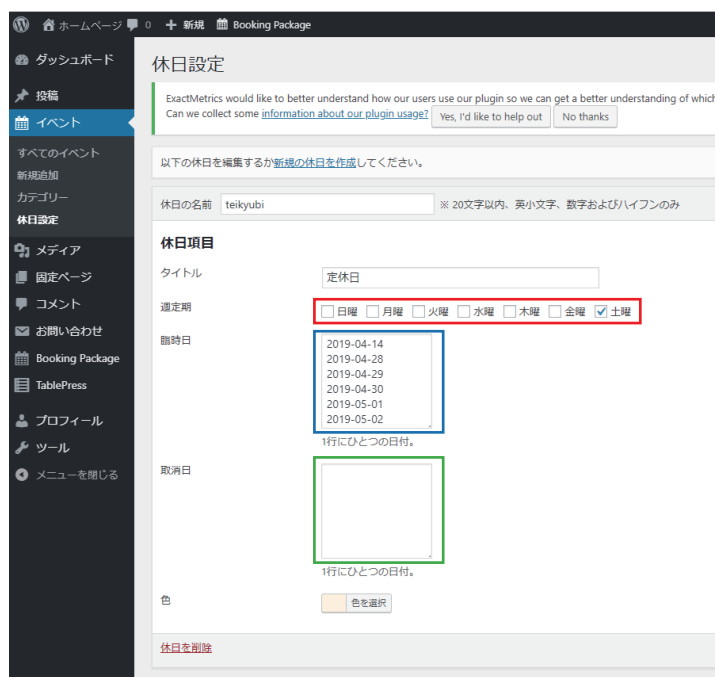 ホームページ 0 新規 Booking Package
ダッシュボード
投稿
イベント
すべてのイベント
新規追加
カテゴリー
休日設定
メディア
固定ページ
コメント
お問い合わせ
Booking Package
TablePress
プロフィール
ツール
メニューを閉じる
休日設定
ExactMetrics would like to better understand how our users use our plugin so we can get a better understanding of which
Can we collect some information about our plugin usage? Yes, I'd like to help out No thanks
以下の休日を編集するか新規の休日を作成してください。
休日の名前 teikyubi ※ 20文字以内、英小文字、数字およびハイフンのみ
休日項目
タイトル 定休日
週定期 日曜 月曜 火曜 水曜 木曜 金曜 土曜
臨時日 2019-04-14
2019-04-28
2019-04-29
2019-04-30
2019-05-01
2019-05-02
1行にひとつの日付。
取消日
1行にひとつの日付。
色 色を選択
休日を削除